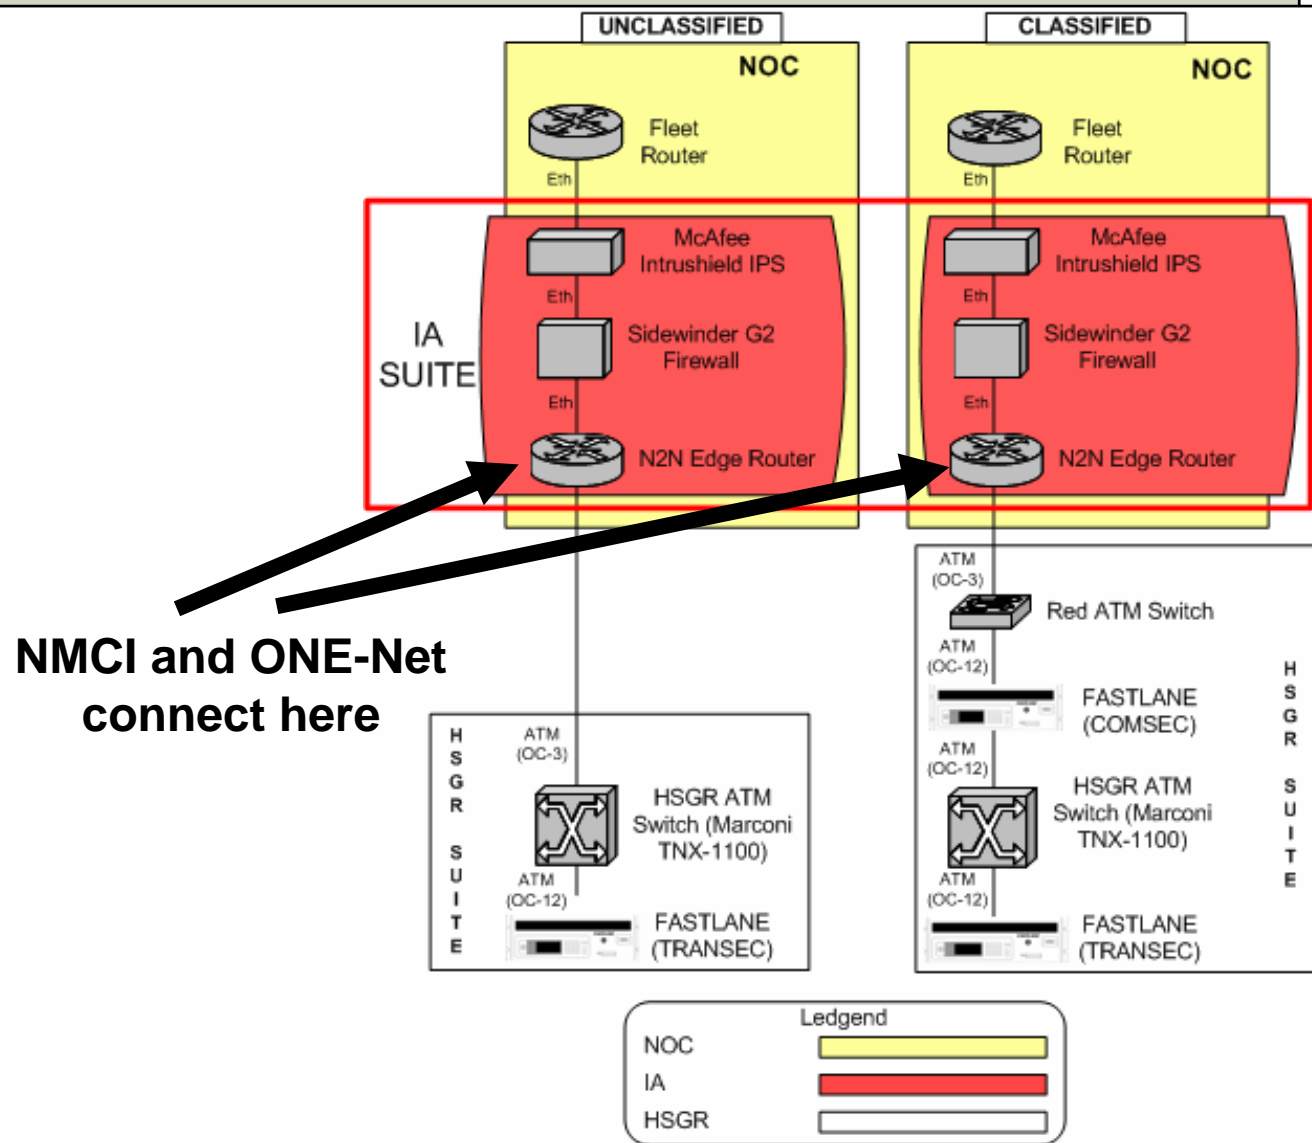 UNCLASSIFIED
NOC
Fleet
Router
Eth
McAfee
Intrushield IPS
Eth
Sidewinder G2
Firewall
Eth
N2N Edge Router
CLASSIFIED
NOC
Fleet
Router
Eth
McAfee
Intrushield IPS
Eth
Sidewinder G2
Firewall
Eth
N2N Edge Router
IA
SUITE
NMCI and ONE-Net
connect here
HSGR SUITE
ATM
(OC-3)
HSGR ATM
Switch (Marconi
TNX-1100)
ATM
(OC-12)
FASTLANE
(TRANSEC)
ATM
(OC-3)
Red ATM Switch
ATM
(OC-12)
FASTLANE
(COMSEC)
ATM
(OC-12)
HSGR ATM
Switch (Marconi
TNX-1100)
ATM
(OC-12)
FASTLANE
(TRANSEC)
HSGR SUITE
Ledgend
NOC
IA
HSGR